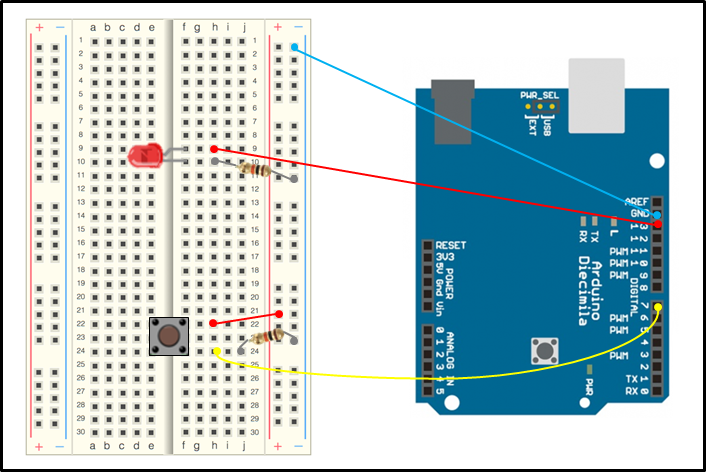 + − a b c d e f g h i j + −
1 1
2 2
3 3
4 4
5 5
6 6
7 7
8 8
9 9
10 10
11 11
12 12
13 13
14 14
15 15
16 16
17 17
18 18
19 19
20 20
21 21
22 22
23 23
24 24
25 25
26 26
27 27
28 28
29 29
30 30
+ − a b c d e f g h i j + −
PWR_SEL
EXT
USB
AREF
GND
3
1
1
PWM 1
PWM 0
PWM 9
8
DIGITAL
7
PWM 6
PWM 5
4
PWM 3
2
TX 1
RX 0
L
TX
RX
Arduino
Diecimila
RESET
3V3
5V
Gnd
Vin
POWER
0
1
2
3
4
5
ANALOG IN
PWR